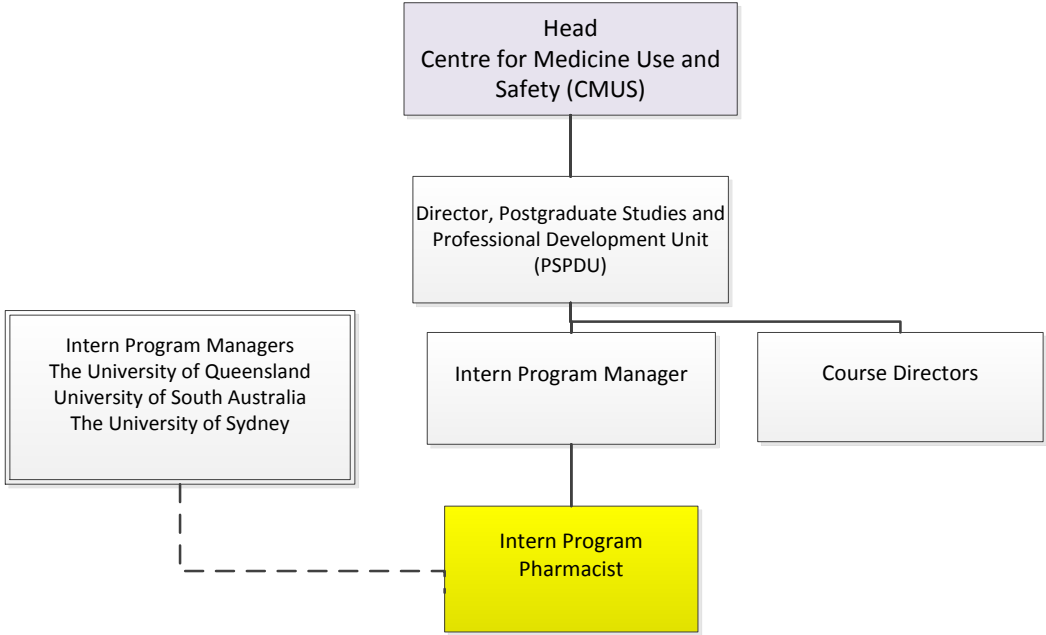 Head
Centre for Medicine Use and
Safety (CMUS)
Director, Postgraduate Studies and
Professional Development Unit
(PSPDU)
Intern Program Managers
The University of Queensland
University of South Australia
The University of Sydney
Intern Program Manager
Course Directors
Intern Program
Pharmacist